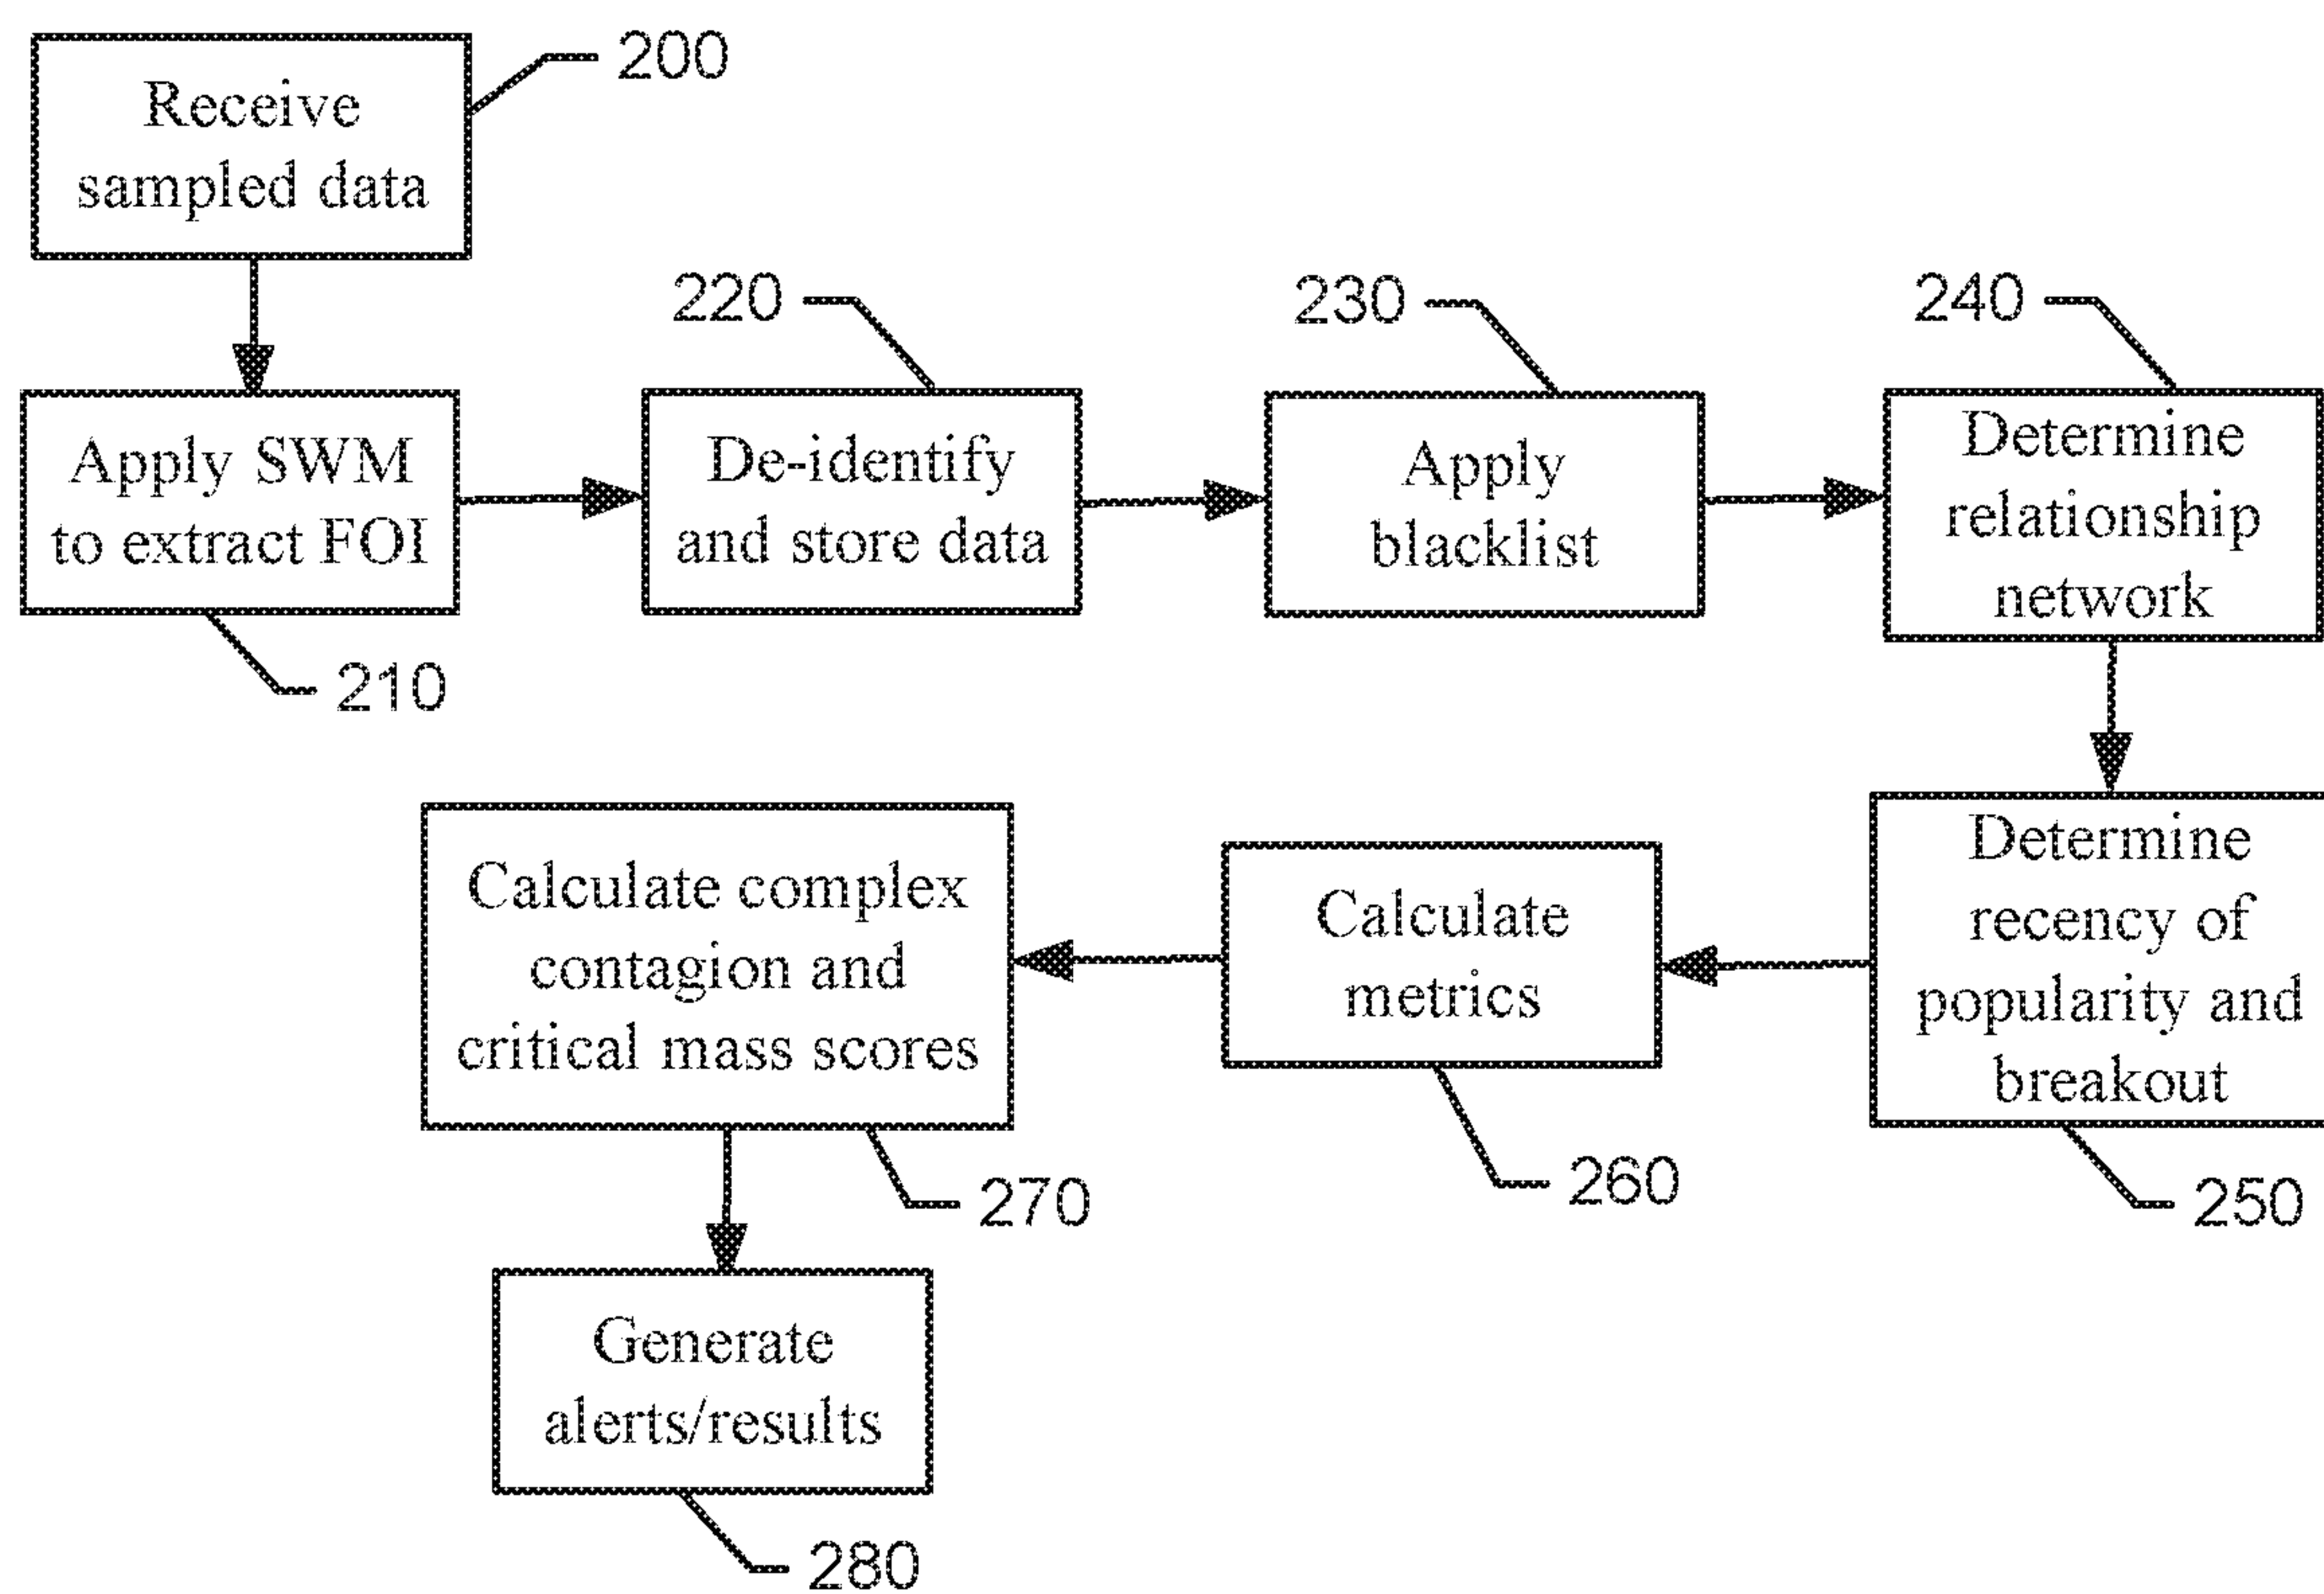 Receive
sampled data
200
Apply SWM
to extract FOI
210
220
De-identify
and store data
230
Apply
blacklist
240
Determine
relationship
network
Determine
recency of
popularity and
breakout
250
Calculate
metrics
260
Calculate complex
contagion and
critical mass scores
270
Generate
alerts/results
280